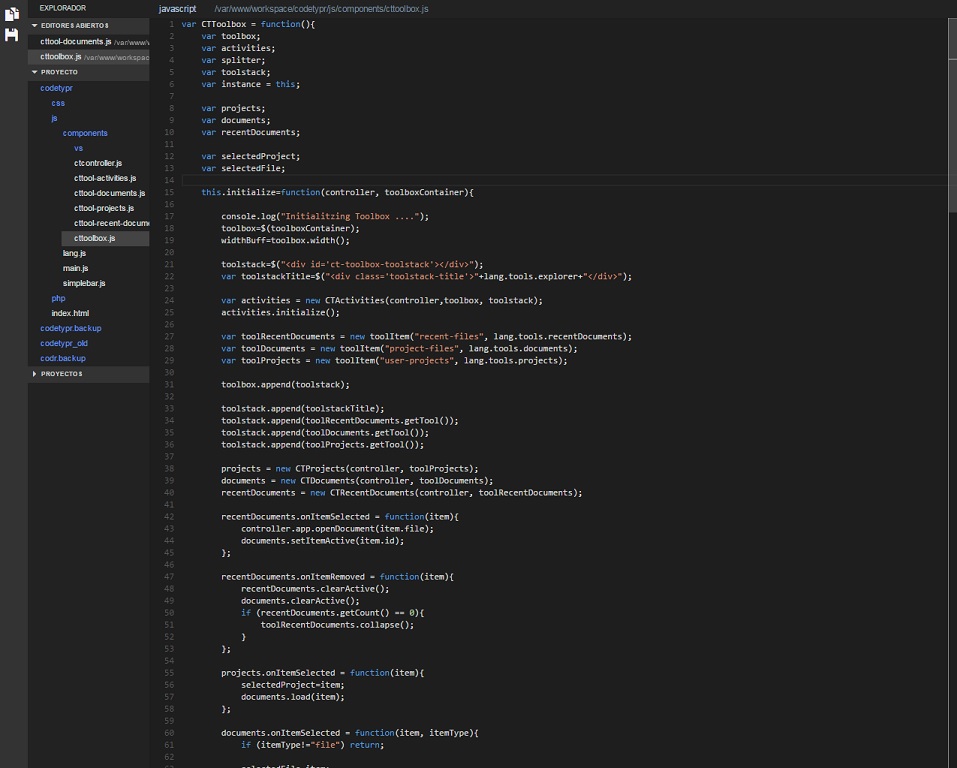 EXPLORADOR
EDITORES ABIERTOS
cttool-documents.js /var/www/
cttoolbox.js /var/www/workspac
PROYECTO
codetypr
css
js
components
vs
ctcontroller.js
cttool-activities.js
cttool-documents.js
cttool-projects.js
cttool-recent-docum
cttoolbox.js
lang.js
main.js
simplebar.js
php
index.html
codetypr.backup
codetypr_old
codr.backup
PROYECTOS
javascript /var/www/workspace/codetypr/js/components/cttoolbox.js
1 var CTToolbox = function(){
2 var toolbox;
3 var activities;
4 var splitter;
5 var toolstack;
6 var instance = this;
7
8 var projects;
9 var documents;
10 var recentDocuments;
11
12 var selectedProject;
13 var selectedFile;
14
15 this.initialize=function(controller, toolboxContainer){
16
17 console.log("Initialitzing Toolbox ....");
18 toolbox=$(toolboxContainer);
19 widthBuff=toolbox.width();
20
21 toolstack=$("<div id='ct-toolbox-toolstack'></div>");
22 var toolstackTitle=$("<div class='toolstack-title'>"+lang.tools.explorer+"</div>");
23
24 var activities = new CTActivities(controller,toolbox, toolstack);
25 activities.initialize();
26
27 var toolRecentDocuments = new toolItem("recent-files", lang.tools.recentDocuments);
28 var toolDocuments = new toolItem("project-files", lang.tools.documents);
29 var toolProjects = new toolItem("user-projects", lang.tools.projects);
30
31 toolbox.append(toolstack);
32
33 toolstack.append(toolstackTitle);
34 toolstack.append(toolRecentDocuments.getTool());
35 toolstack.append(toolDocuments.getTool());
36 toolstack.append(toolProjects.getTool());
37
38 projects = new CTProjects(controller, toolProjects);
39 documents = new CTDocuments(controller, toolDocuments);
40 recentDocuments = new CTRecentDocuments(controller, toolRecentDocuments);
41
42 recentDocuments.onItemSelected = function(item){
43 controller.app.openDocument(item.file);
44 documents.setItemActive(item.id);
45 };
46
47 recentDocuments.onItemRemoved = function(item){
48 recentDocuments.clearActive();
49 documents.clearActive();
50 if (recentDocuments.getCount() == 0){
51 toolRecentDocuments.collapse();
52 }
53 };
54
55 projects.onItemSelected = function(item){
56 selectedProject=item;
57 documents.load(item);
58 };
59
60 documents.onItemSelected = function(item, itemType){
61 if (itemType!="file") return;
62